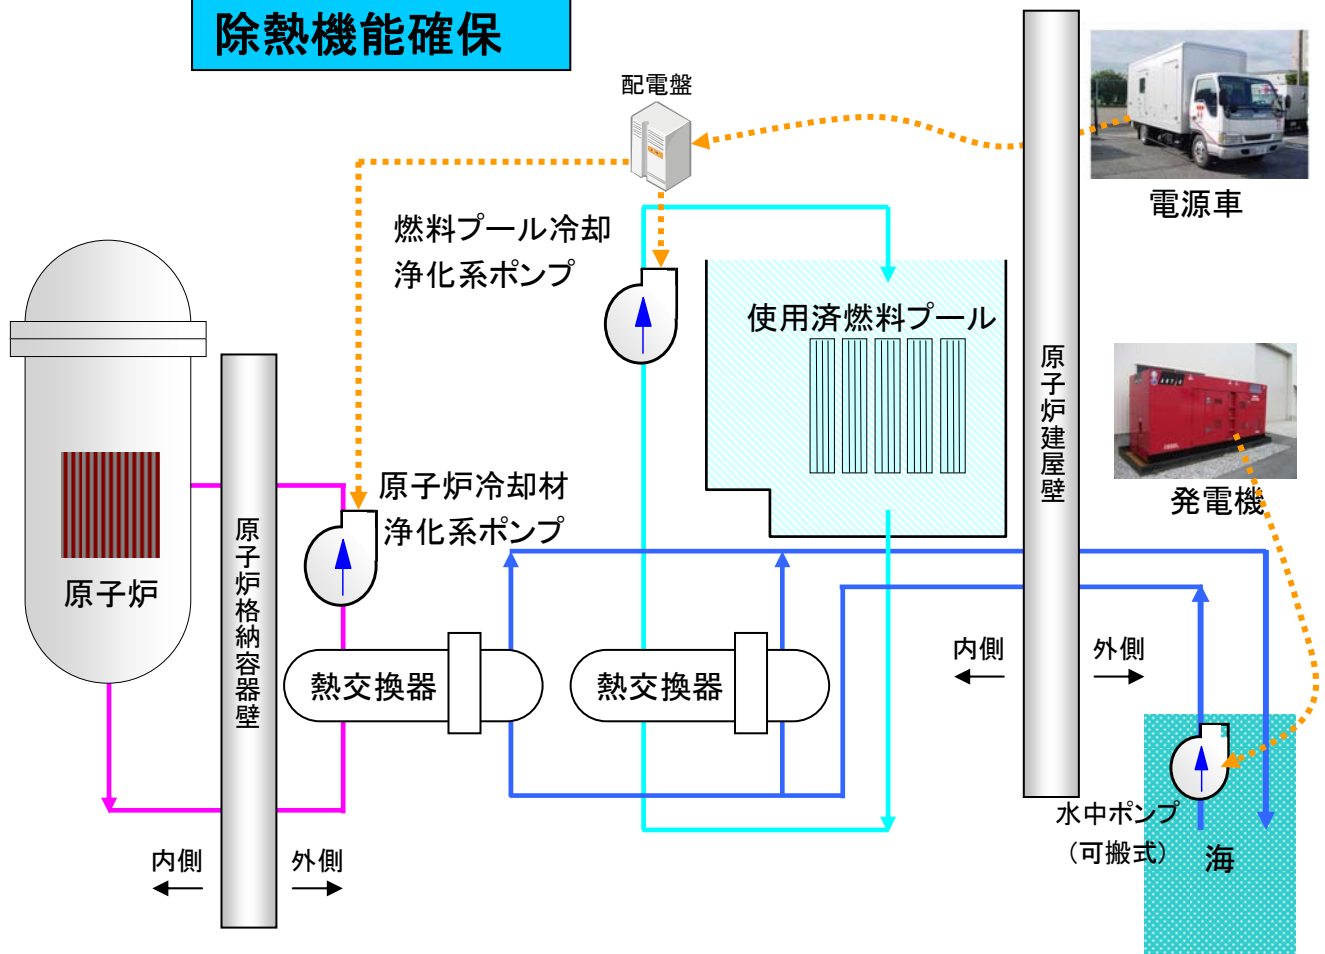 除熱機能確保
配電盤
電源車
燃料プール冷却
浄化系ポンプ
使用済燃料プール
原子炉建屋壁
発電機
原子炉冷却材
浄化系ポンプ
原子炉
原子炉格納容器壁
熱交換器
熱交換器
内側
外側
水中ポンプ
（可搬式）
海
内側
外側